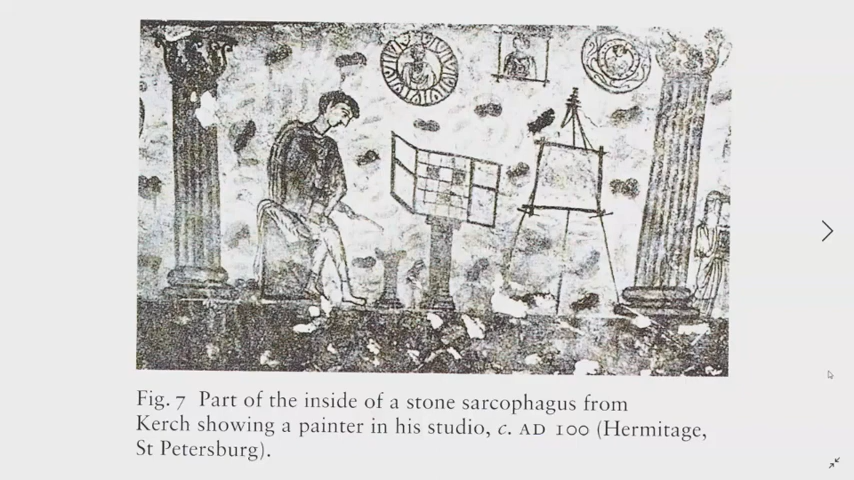 Fig. 7 Part of the inside of a stone sarcophagus from
Kerch showing a painter in his studio, c. AD 100 (Hermitage,
St Petersburg).